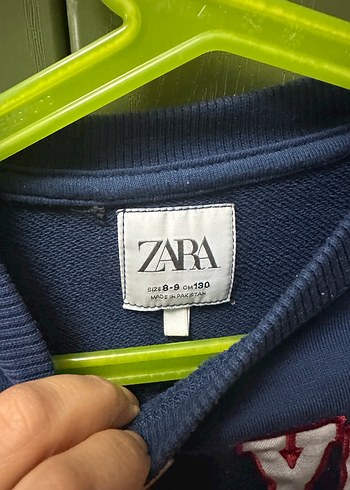 ZARA
SIZE 8-9 CM 130
MADE IN PAKISTAN